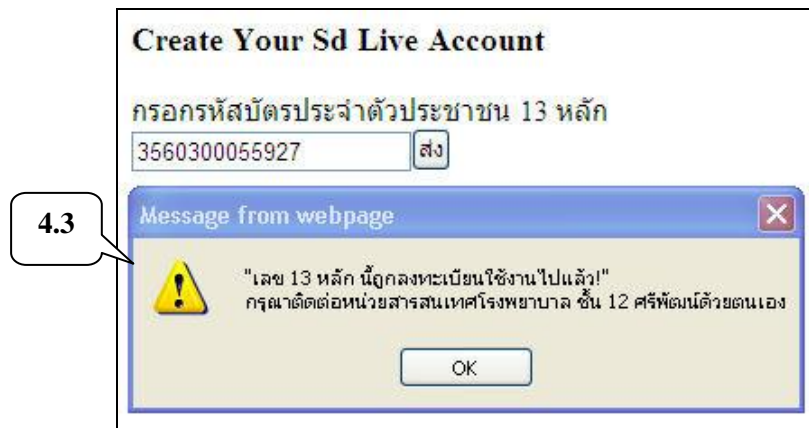 Create Your Sd Live Account
กรอกรหัสบัตรประจำตัวประชาชน 13 หลัก
3560300055927 ส่ง
4.3
Message from webpage
"เลข 13 หลัก นี้ถูกลงทะเบียนใช้งานไปแล้ว!"
กรุณาติดต่อหน่วยสารสนเทศโรงพยาบาล ชั้น 12 ศรีพัฒน์ด้วยตนเอง
OK